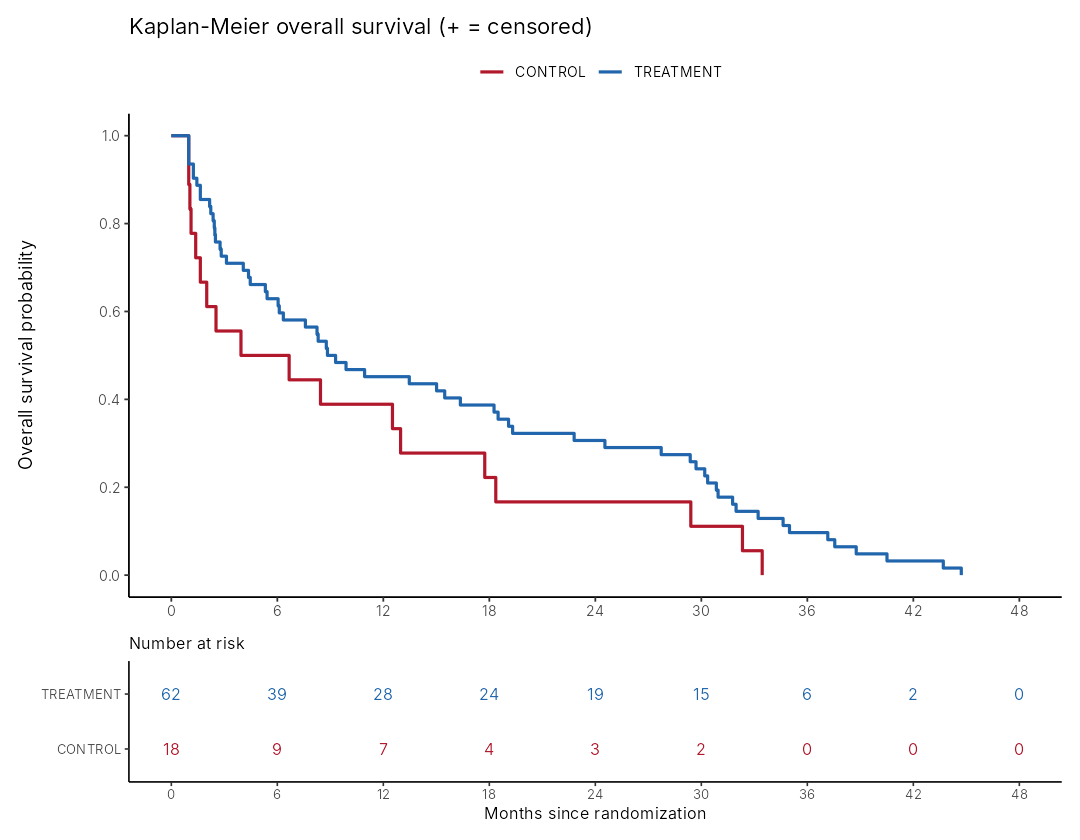 Kaplan-Meier overall survival (+ = censored)
CONTROL TREATMENT
Overall survival probability
1.0
0.8
0.6
0.4
0.2
0.0
0 6 12 18 24 30 36 42 48
Number at risk
TREATMENT 62 39 28 24 19 15 6 2 0
CONTROL 18 9 7 4 3 2 0 0 0
0 6 12 18 24 30 36 42 48
Months since randomization